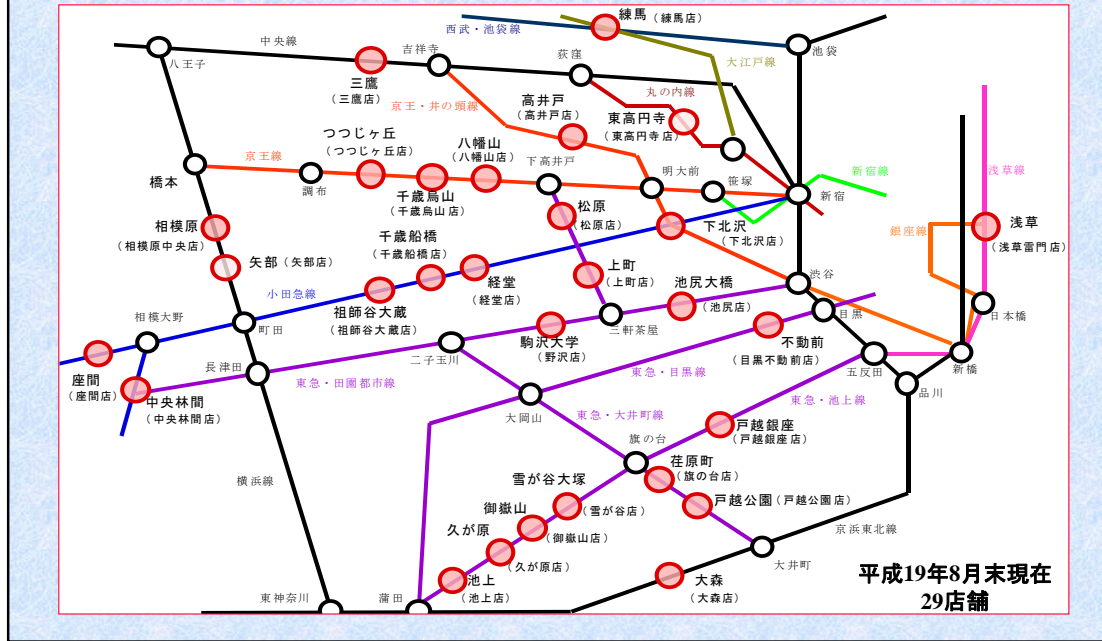 練馬（練馬店）
西武・池袋線
中央線
吉祥寺
荻窪
池袋
大江戸線
八王子
三鷹
（三鷹店）
丸の内線
京王・井の頭線
高井戸
（高井戸店）
東高円寺
（東高円寺店）
つつじヶ丘
（つつじヶ丘店）
八幡山
（八幡山店）
京王線
下高井戸
明大前
笹塚
新宿線
浅草線
橋本
調布
千歳烏山
（千歳烏山店）
新宿
松原
（松原店）
下北沢
（下北沢店）
相模原
（相模原中央店）
千歳船橋
（千歳船橋店）
銀座線
浅草
（浅草雷門店）
矢部（矢部店）
上町
（上町店）
経堂
（経堂店）
池尻大橋
（池尻店）
渋谷
小田急線
祖師谷大蔵
（祖師谷大蔵店）
相模大野
町田
三軒茶屋
目黒
日本橋
駒沢大学
（野沢店）
不動前
（目黒不動前店）
座間
（座間店）
長津田
二子玉川
五反田
新橋
東急・田園都市線
東急・目黒線
品川
中央林間
（中央林間店）
大岡山
東急・大井町線
東急・池上線
戸越銀座
（戸越銀座店）
旗の台
荏原町
（旗の台店）
横浜線
雪が谷大塚
（雪が谷店）
戸越公園（戸越公園店）
御嶽山
（御嶽山店）
京浜東北線
久が原
（久が原店）
大井町
池上
（池上店）
大森
（大森店）
東神奈川
蒲田
平成19年8月末現在
29店舗